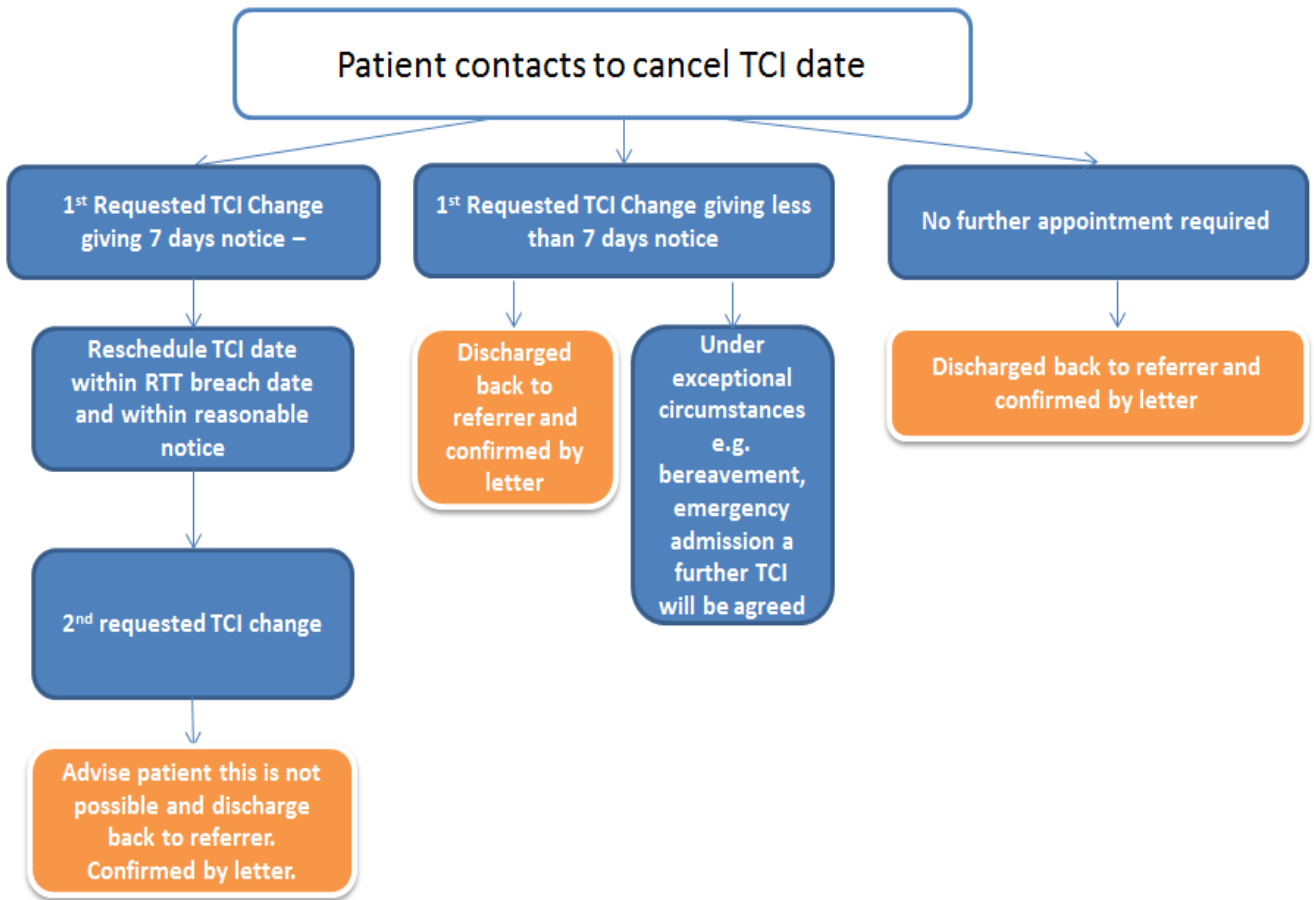 Patient contacts to cancel TCI date
1st Requested TCI Change
giving 7 days notice –
1st Requested TCI Change giving less
than 7 days notice
No further appointment required
Reschedule TCI date
within RTT breach date
and within reasonable
notice
Discharged
back to
referrer and
confirmed by
letter
Under
exceptional
circumstances
e.g.
bereavement,
emergency
admission a
further TCI
will be agreed
Discharged back to referrer and
confirmed by letter
2nd requested TCI change
Advise patient this is not
possible and discharge
back to referrer.
Confirmed by letter.